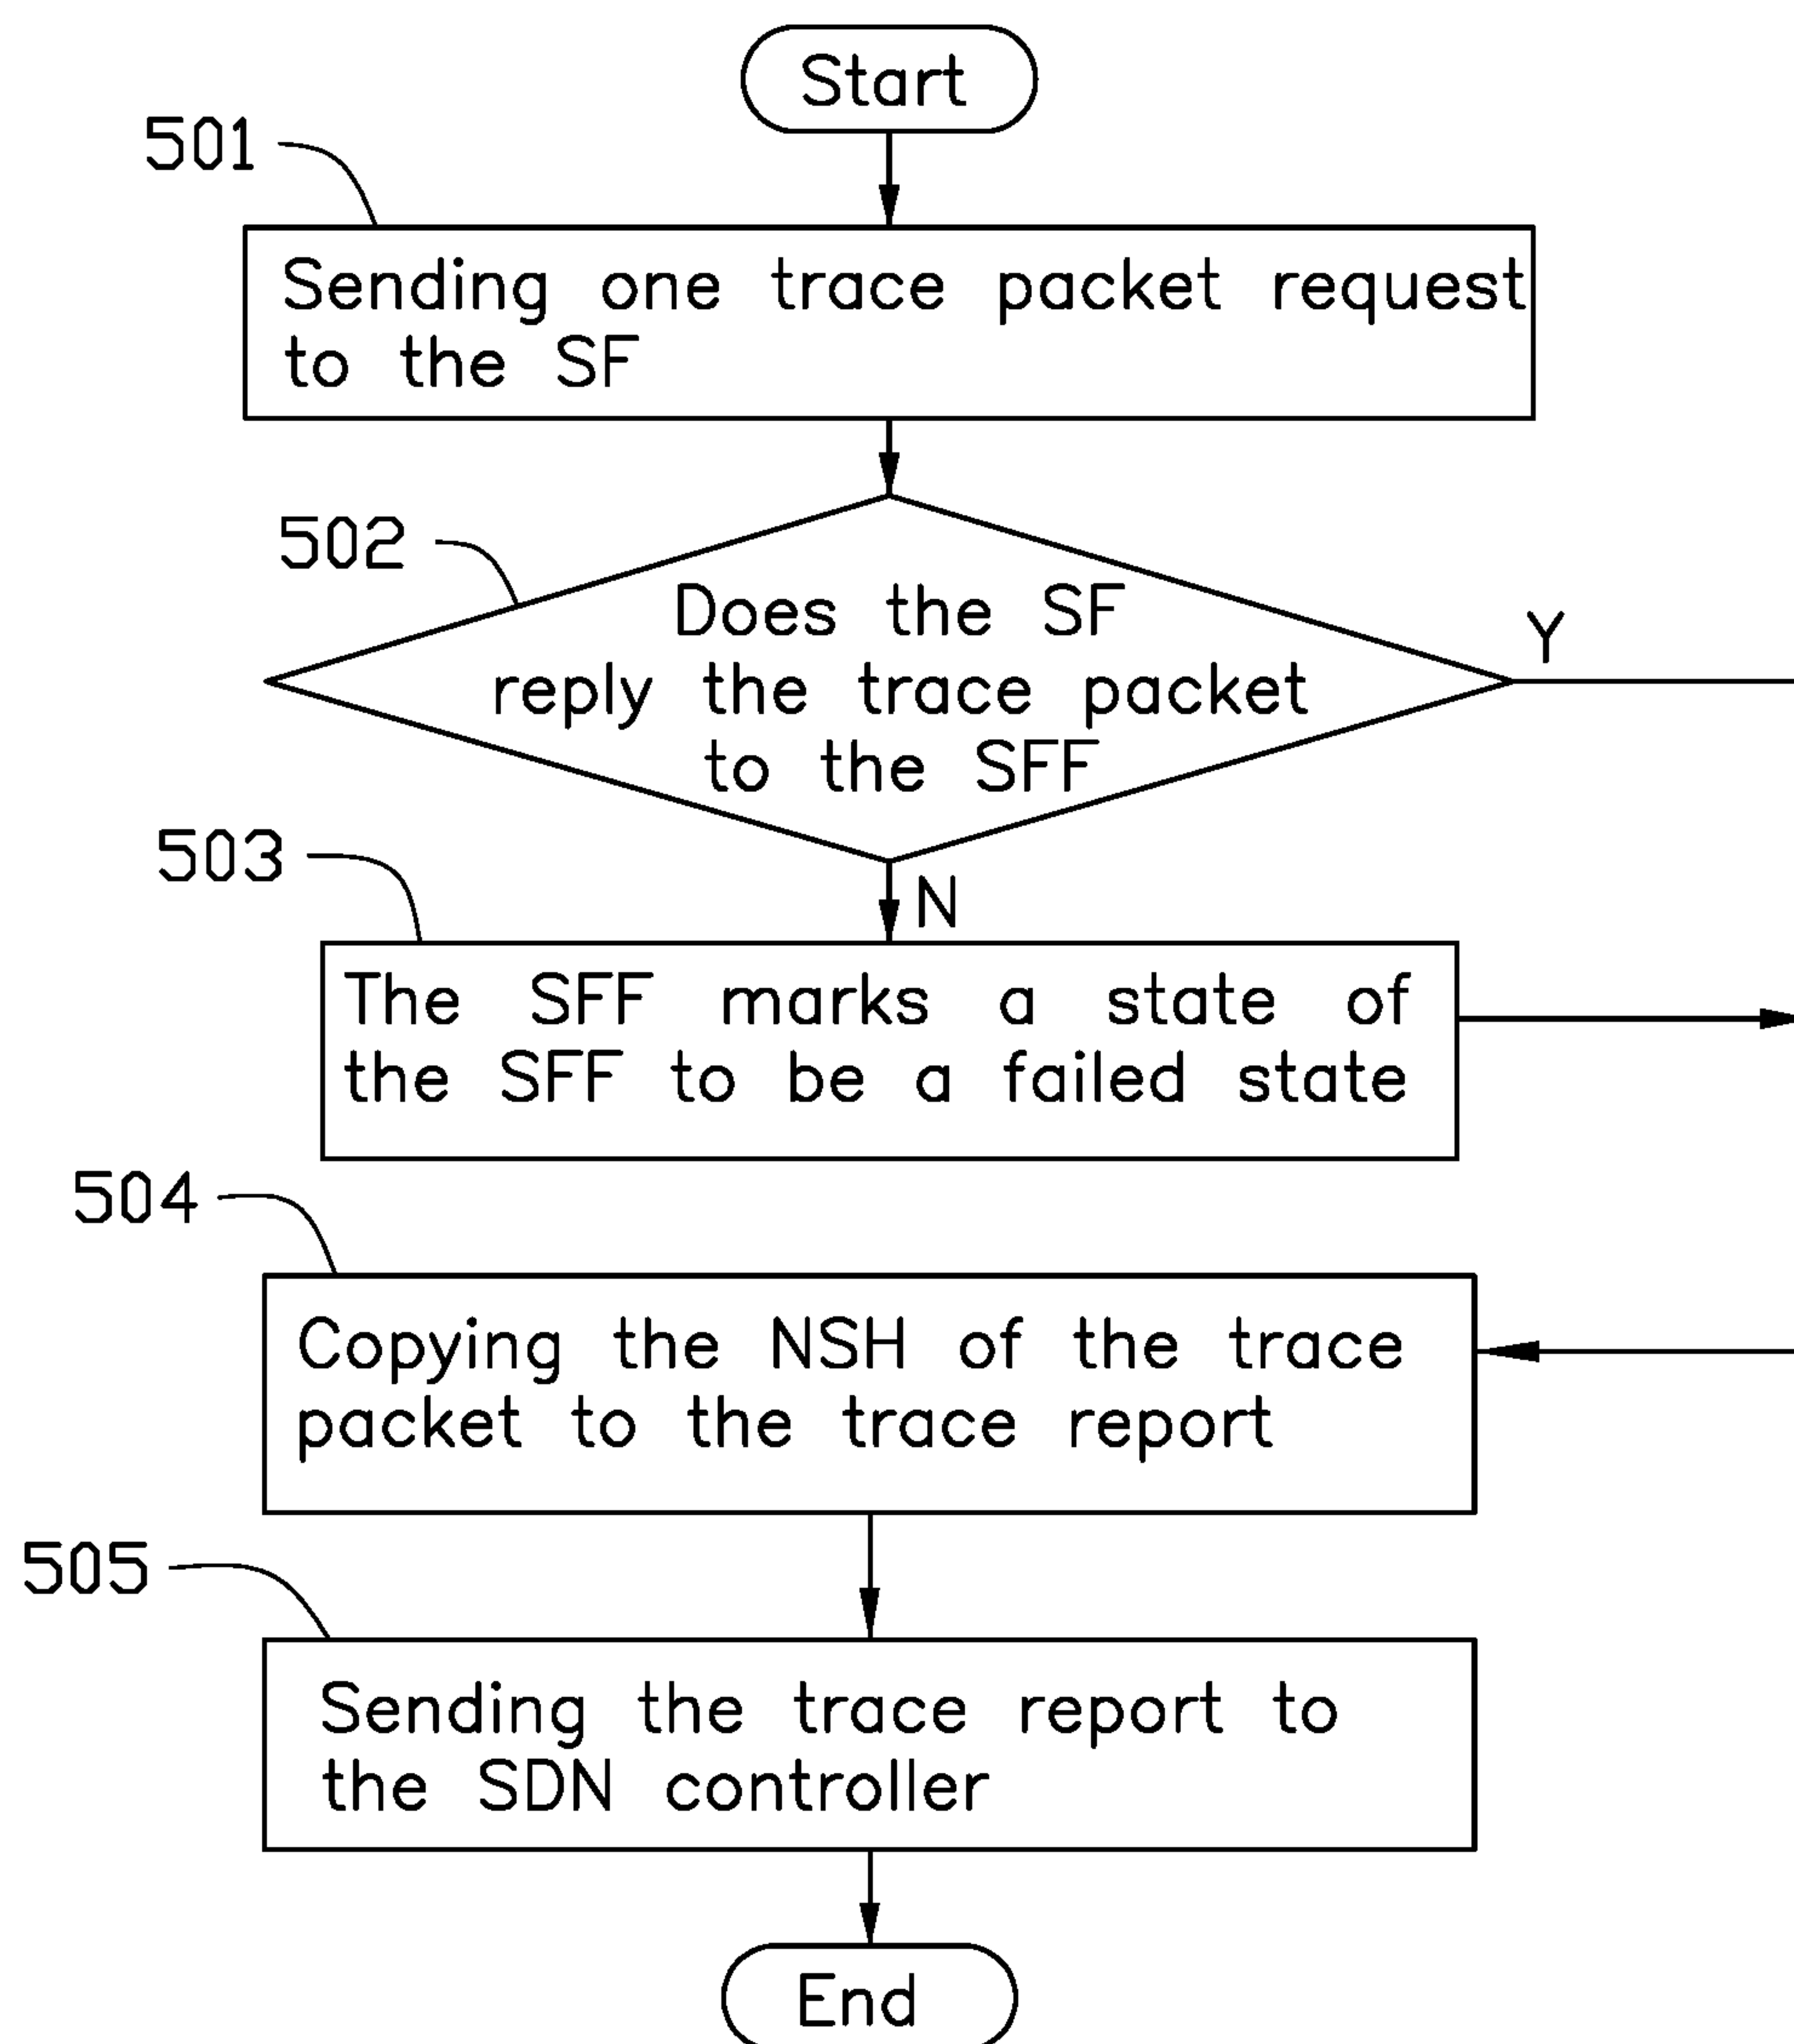 Start
501
Sending one trace packet request
to the SF
502
Does the SF
reply the trace packet
to the SFF
Y
503
N
The SFF marks a state of
the SFF to be a failed state
504
Copying the NSH of the trace
packet to the trace report
505
Sending the trace report to
the SDN controller
End